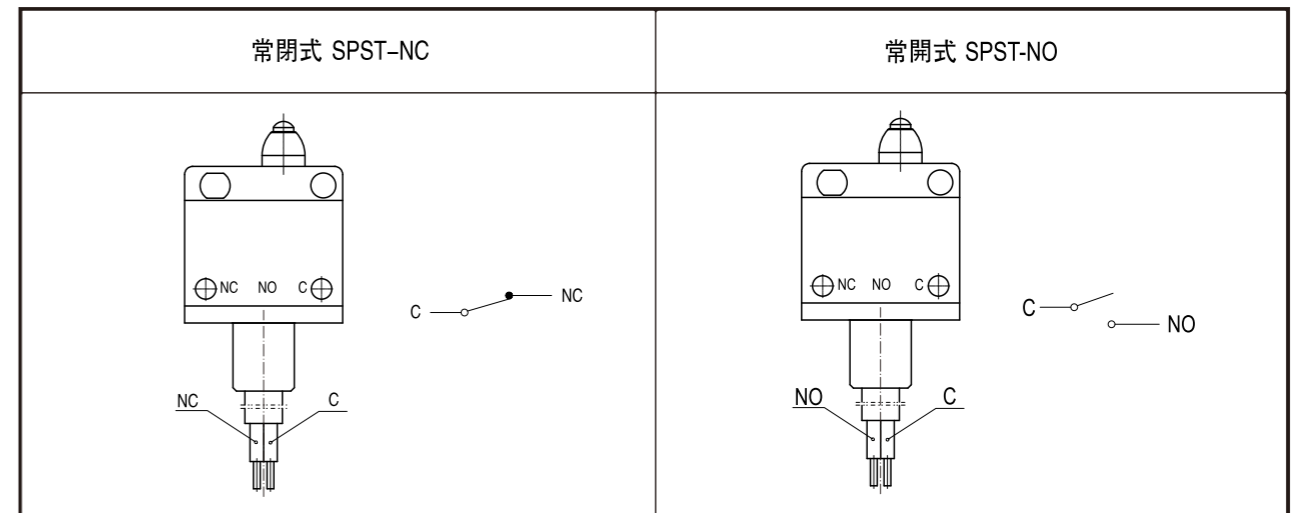 常閉式 SPST-NC
常開式 SPST-NO
NC NO C
C NC
NC C
NC NO C
C NO
NO C